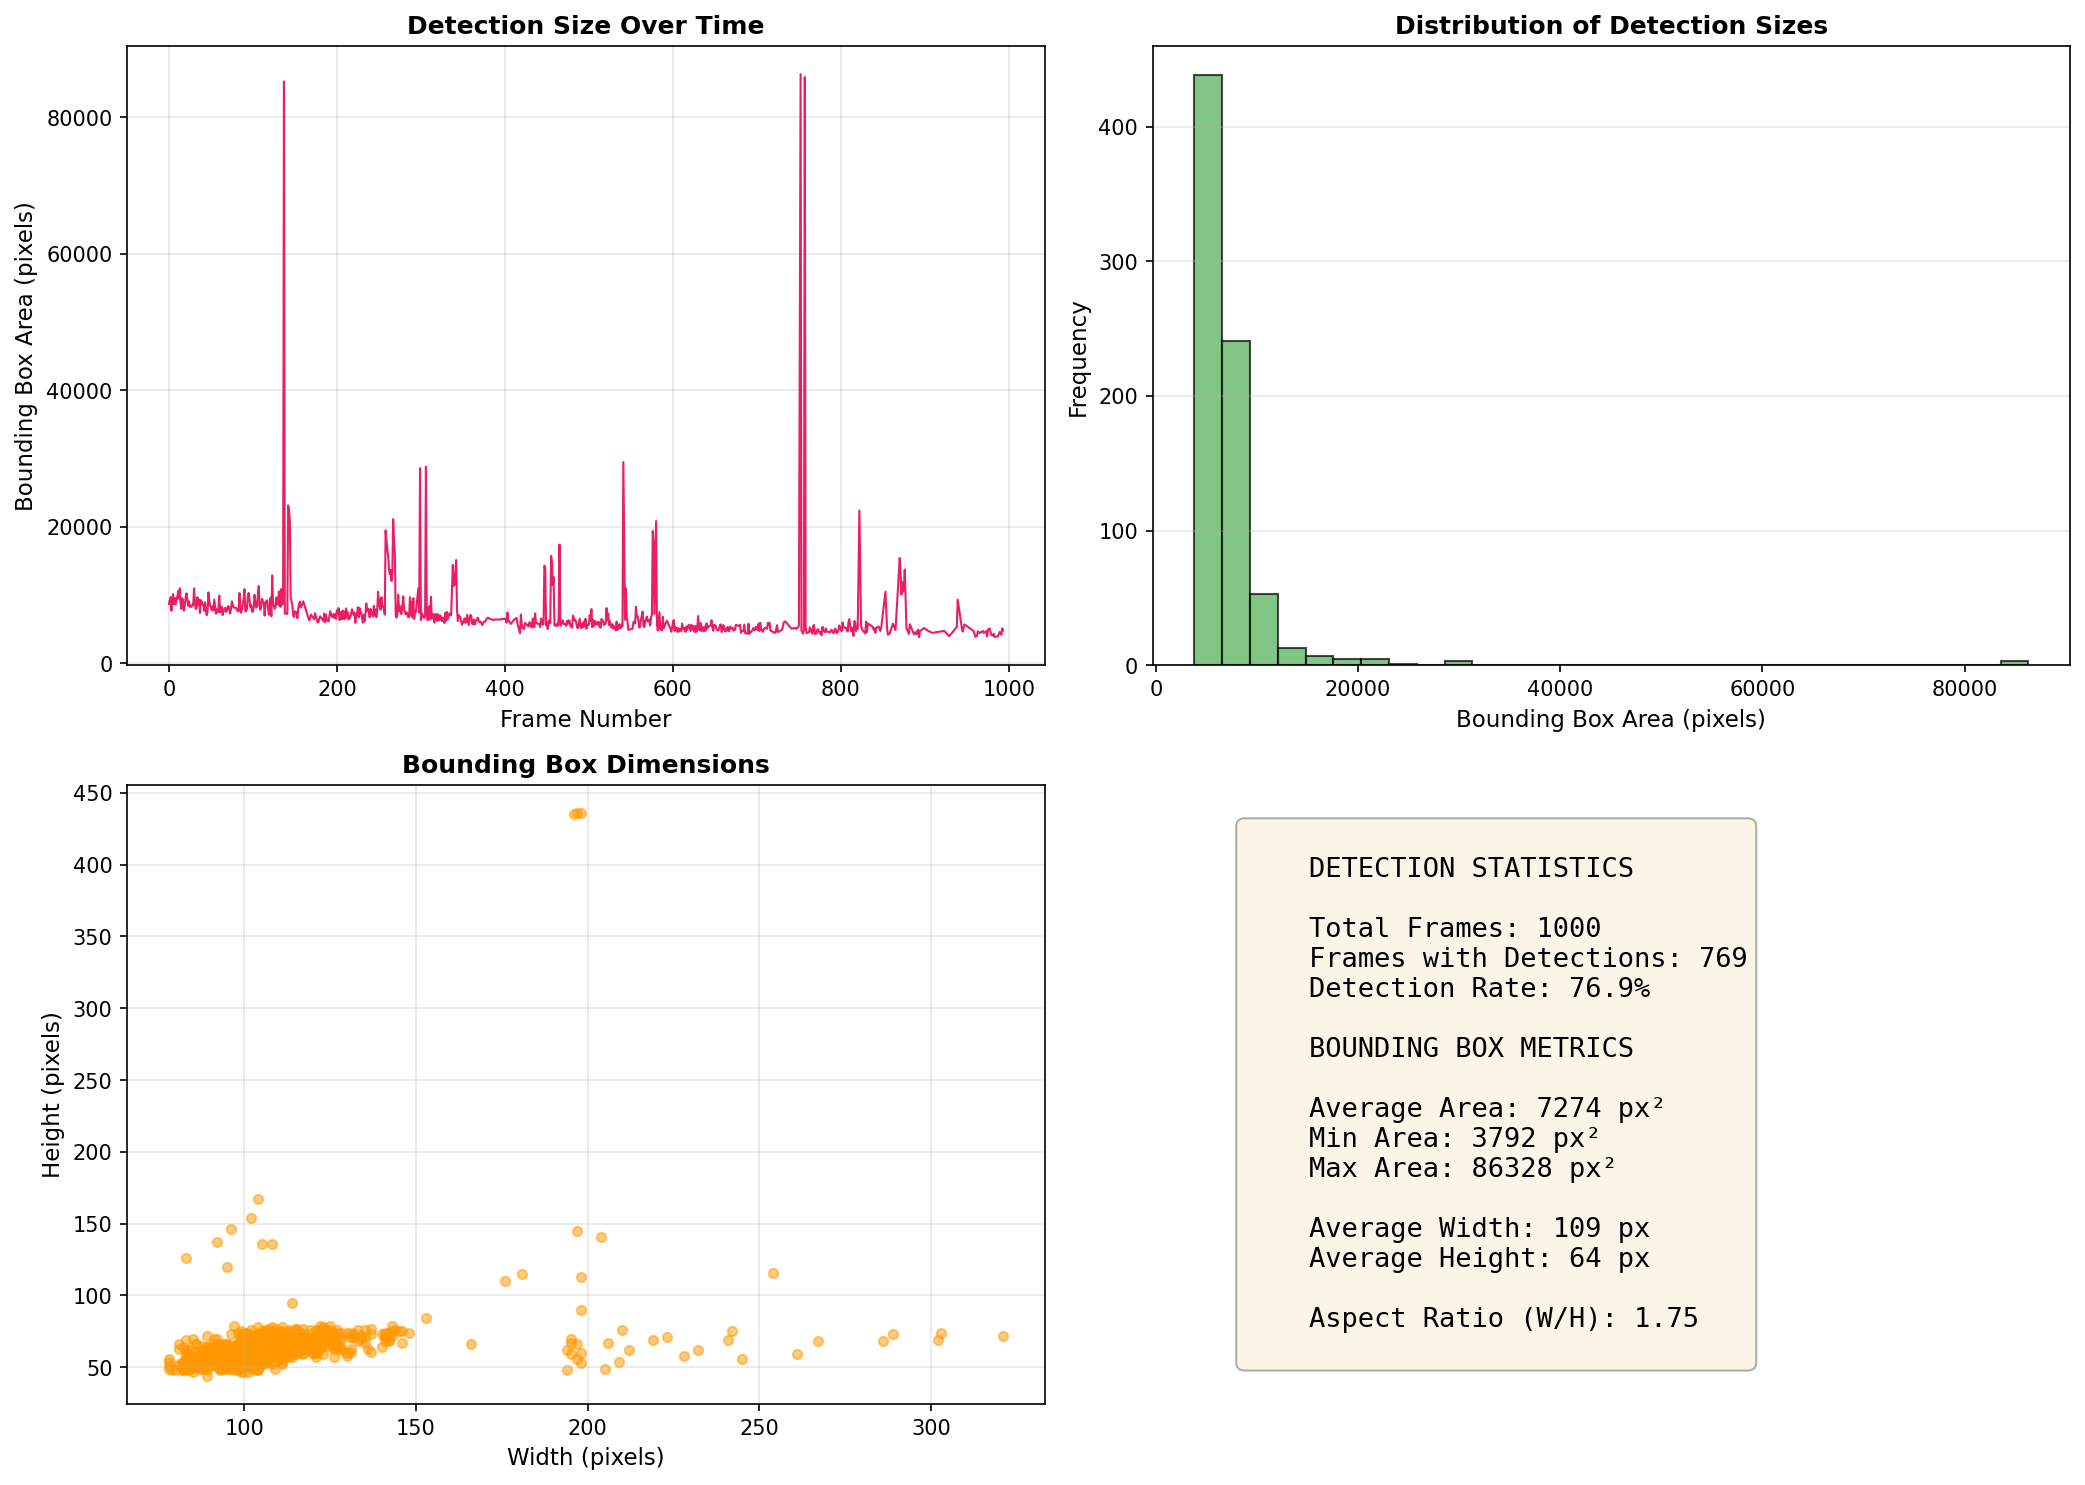 Detection Size Over Time
80000
60000
40000
20000
0
Bounding Box Area (pixels)
0 200 400 600 800 1000
Frame Number
Distribution of Detection Sizes
400
300
200
100
0
Frequency
0 20000 40000 60000 80000
Bounding Box Area (pixels)
Bounding Box Dimensions
450
400
350
300
250
200
150
100
50
Height (pixels)
100 150 200 250 300
Width (pixels)
DETECTION STATISTICS
Total Frames: 1000
Frames with Detections: 769
Detection Rate: 76.9%
BOUNDING BOX METRICS
Average Area: 7274 px²
Min Area: 3792 px²
Max Area: 86328 px²
Average Width: 109 px
Average Height: 64 px
Aspect Ratio (W/H): 1.75